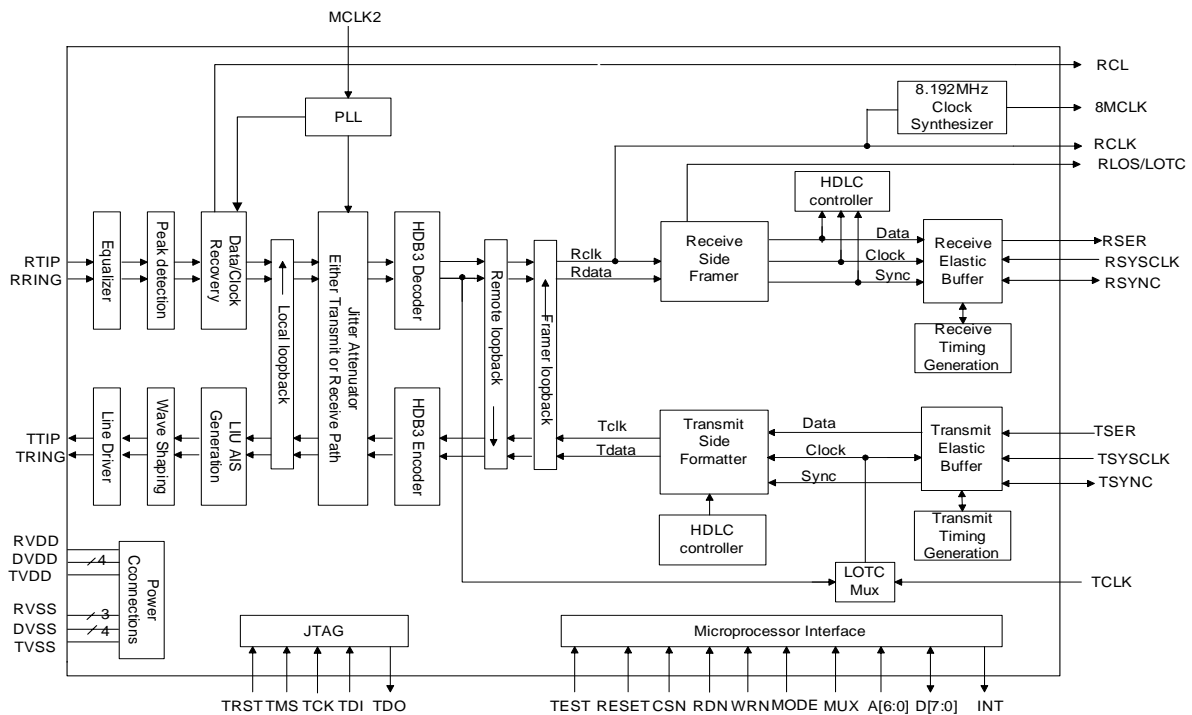 MCLK2
RCL
PLL
8.192MHz
Clock
Synthesizer
8MCLK
RCLK
RLOS/LOTC
HDLC
controller
RTIP
RRING
Equalizer
Peak detection
Data/Clock
Recovery
Local loopback
Jitter Attenuator
Either Transmit or Receive Path
HDB3 Decoder
Remote loopback
Framer loopback
Rclk
Rdata
Receive
Side
Framer
Data
Clock
Sync
Receive
Elastic
Buffer
RSER
RSYSCLK
RSYNC
Receive
Timing
Generation
TTIP
TRING
Line Driver
Wave Shaping
LIU AIS
Generation
HDB3 Encoder
Tclk
Tdata
Transmit
Side
Formatter
Data
Clock
Sync
Transmit
Elastic
Buffer
TSER
TSYSCLK
TSYNC
Transmit
Timing
Generation
HDLC
controller
LOTC
Mux
TCLK
RVDD
DVDD
4
TVDD
RVSS
3
DVSS
4
TVSS
Power
Cconnections
JTAG
TRST TMS TCK TDI TDO
Microprocessor Interface
TEST RESET CSN RDN WRN MODE MUX A[6:0] D[7:0] INT